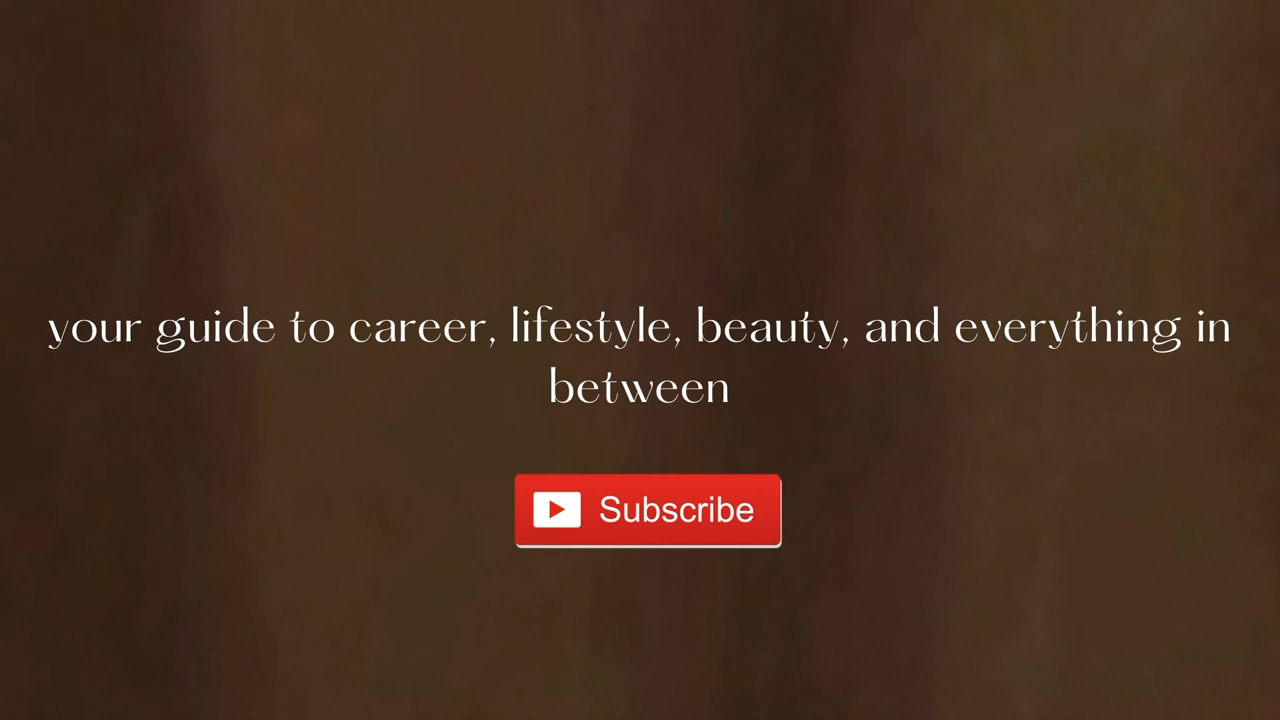 your guide to career, lifestyle, beauty, and everything in
between
Subscribe